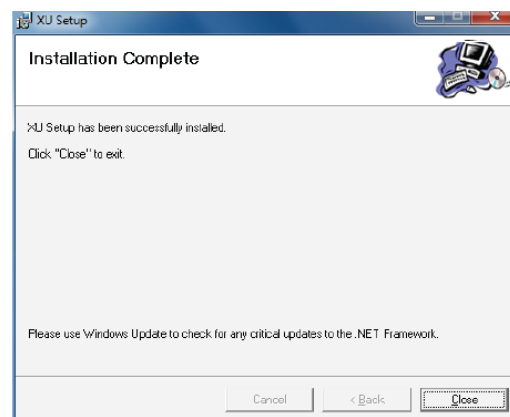 XU Setup
Installation Complete
XU Setup has been successfully installed.
Click "Close" to exit.
Please use Windows Update to check for any critical updates to the .NET Framework.
Cancel
< Back
Close